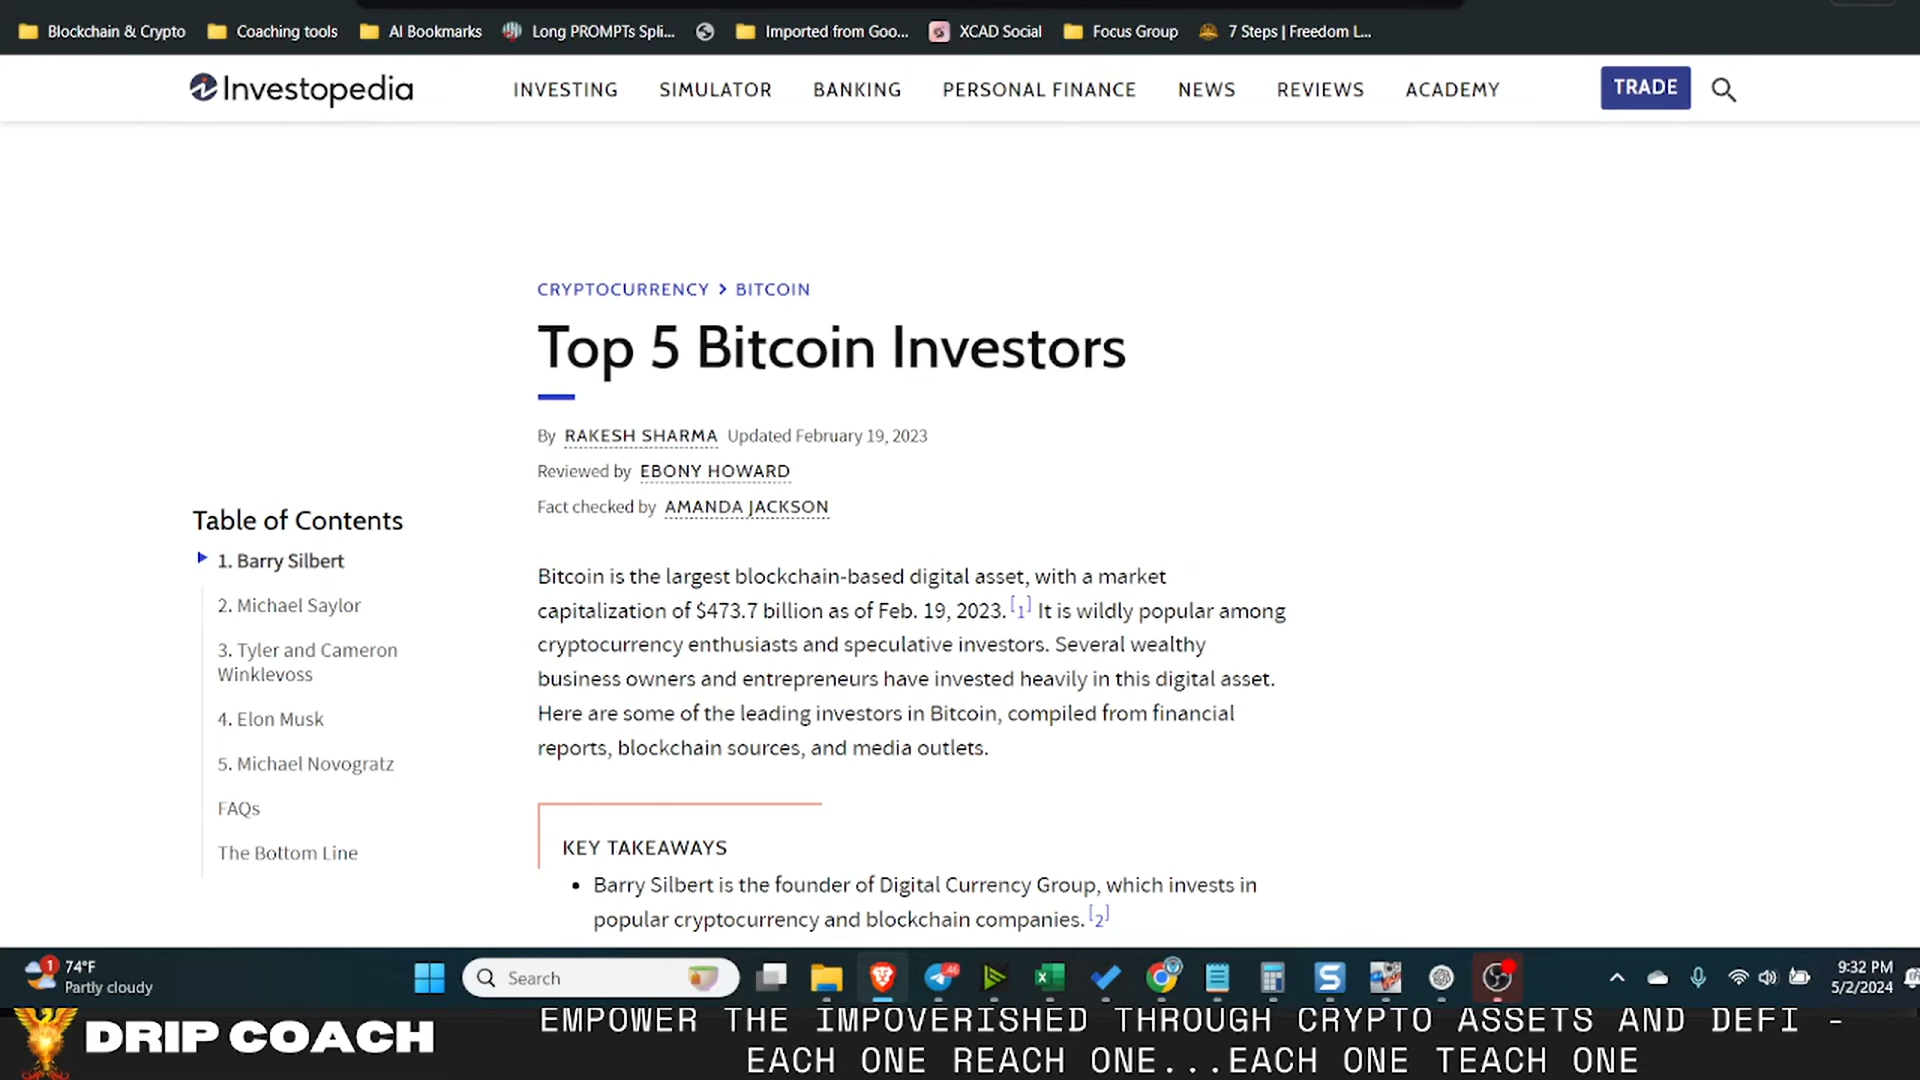 Blockchain & Crypto
Coaching tools
AI Bookmarks
Long PROMPTs Spli...
Imported from Goo...
XCAD Social
Focus Group
7 Steps | Freedom L...
Investopedia
INVESTING
SIMULATOR
BANKING
PERSONAL FINANCE
NEWS
REVIEWS
ACADEMY
TRADE
CRYPTOCURRENCY > BITCOIN
Top 5 Bitcoin Investors
By RAKESH SHARMA Updated February 19, 2023
Reviewed by EBONY HOWARD
Fact checked by AMANDA JACKSON
Table of Contents
1. Barry Silbert
2. Michael Saylor
3. Tyler and Cameron
Winklevoss
4. Elon Musk
5. Michael Novogratz
FAQs
The Bottom Line
Bitcoin is the largest blockchain-based digital asset, with a market
capitalization of $473.7 billion as of Feb. 19, 2023. [1] It is wildly popular among
cryptocurrency enthusiasts and speculative investors. Several wealthy
business owners and entrepreneurs have invested heavily in this digital asset.
Here are some of the leading investors in Bitcoin, compiled from financial
reports, blockchain sources, and media outlets.
KEY TAKEAWAYS
• Barry Silbert is the founder of Digital Currency Group, which invests in
popular cryptocurrency and blockchain companies. [2]
1
74°F
Partly cloudy
Search
9:32 PM
5/2/2024
DRIP COACH
EMPOWER THE IMPOVERISHED THROUGH CRYPTO ASSETS AND DEFI -
EACH ONE REACH ONE...EACH ONE TEACH ONE